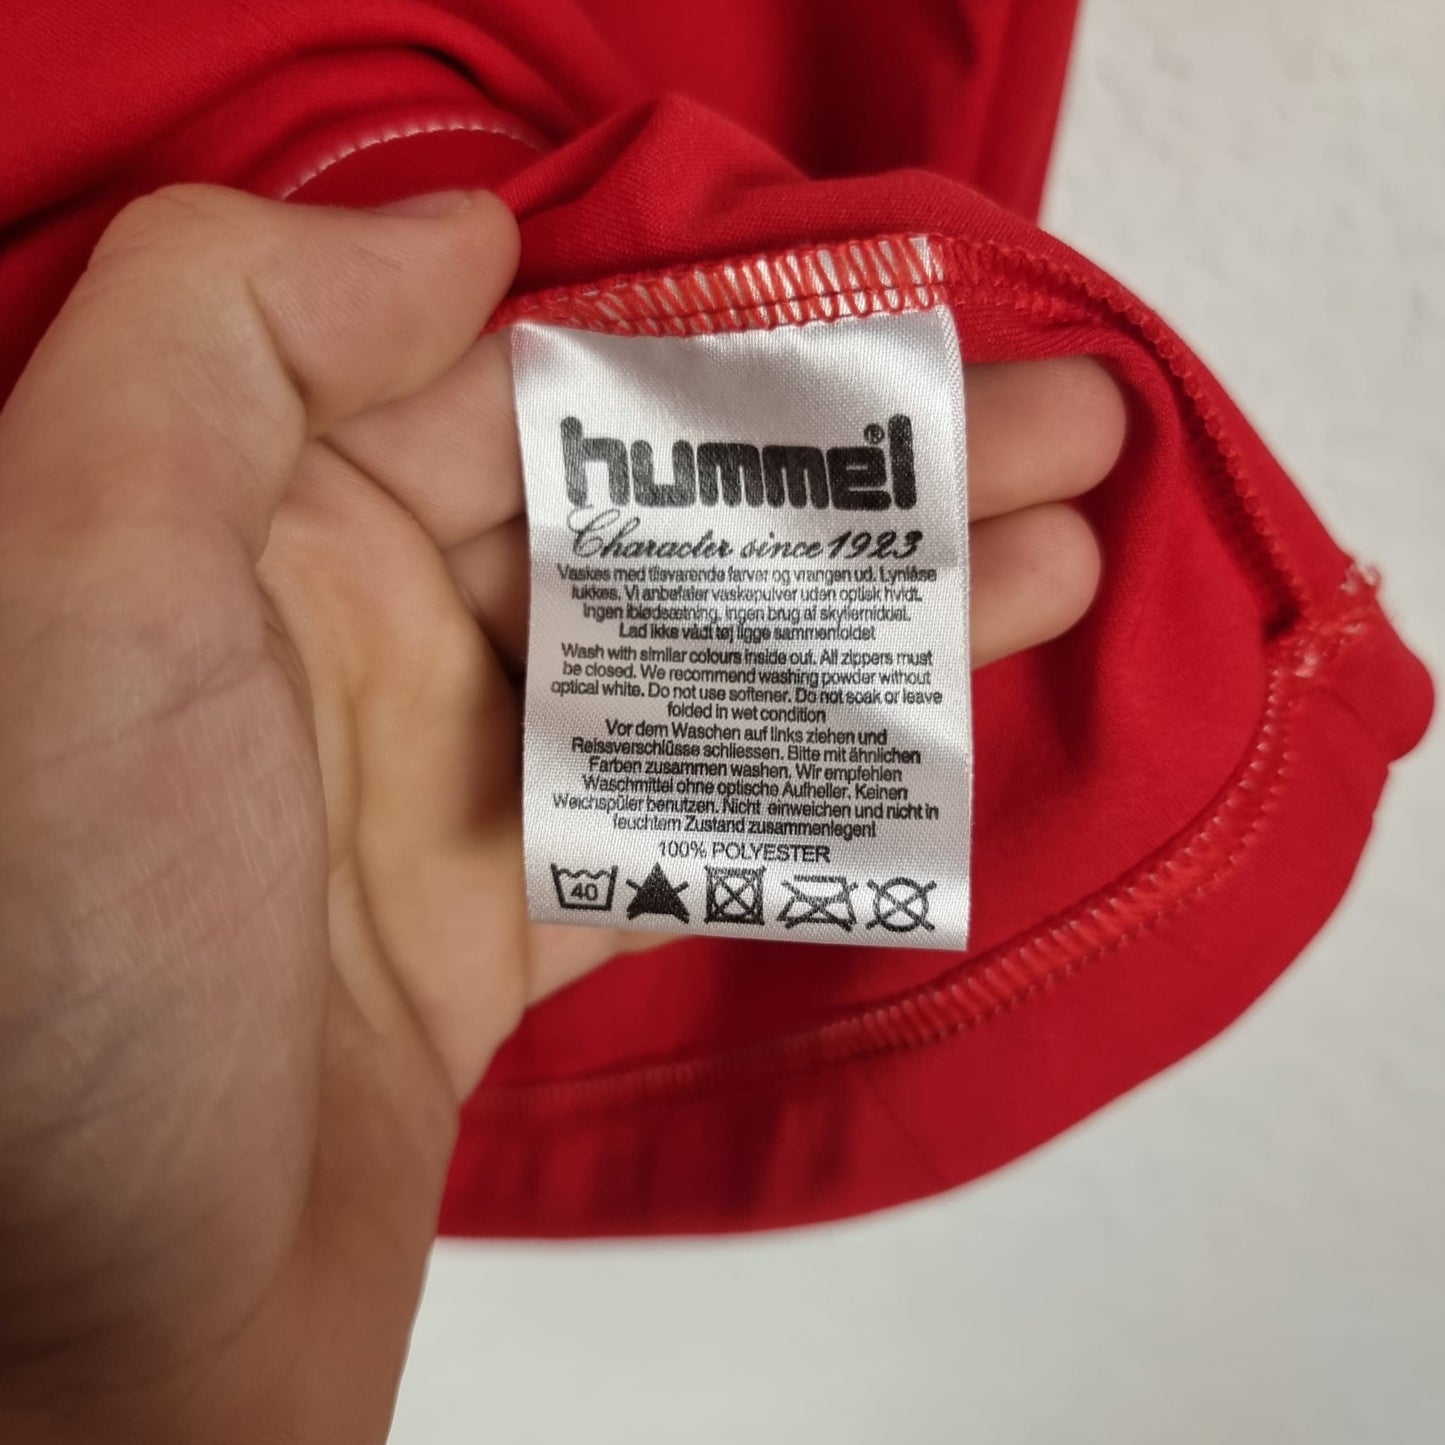 hummel®
Character since 1923
Vaskes med tilsvarende farver og vrangen ud. Lynlåse
lukkes. Vi anbefaler vaskepulver uden optisk hvidt.
Ingen iblødsætning. Ingen brug af skyllemiddel.
Lad ikke vådt tøj ligge sammenfoldet
Wash with similar colours inside out. All zippers must
be closed. We recommend washing powder without
optical white. Do not use softener. Do not soak or leave
folded in wet condition
Vor dem Waschen auf links ziehen und
Reissverschlüsse schliessen. Bitte mit ähnlichen
Farben zusammen washen. Wir empfehlen
Waschmittel ohne optische Aufheller. Keinen
Weichspüler benutzen. Nicht einweichen und nicht in
feuchtem Zustand zusammenlegen!
100% POLYESTER
40